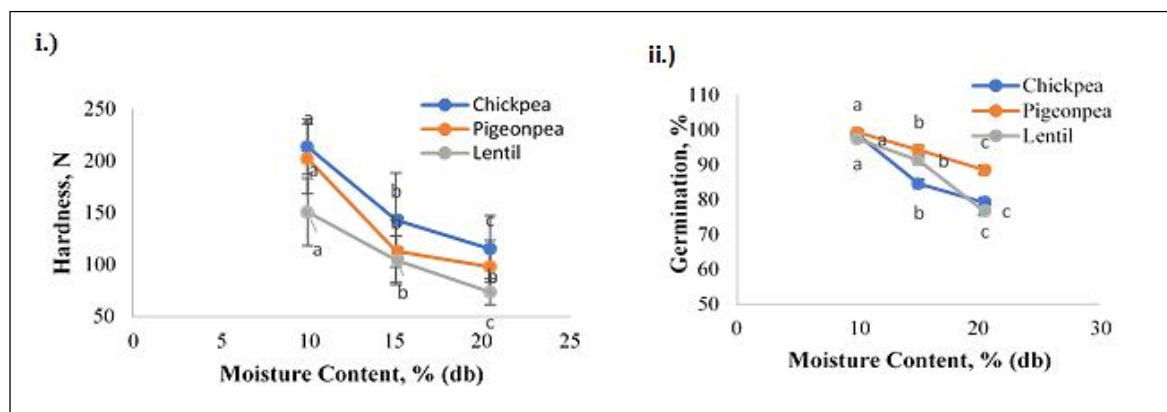 i.)
Chickpea
Pigeonpea
Lentil
250
200
150
100
50
Hardness, N
a
a
a
b
b
b
c
c
0 5 10 15 20 25
Moisture Content, % (db)
ii.)
Chickpea
Pigeonpea
Lentil
110
100
90
80
70
60
50
Germination, %
a
b
c
a
b
a
b
c
c
0 10 20 30
Moisture Content, % (db)